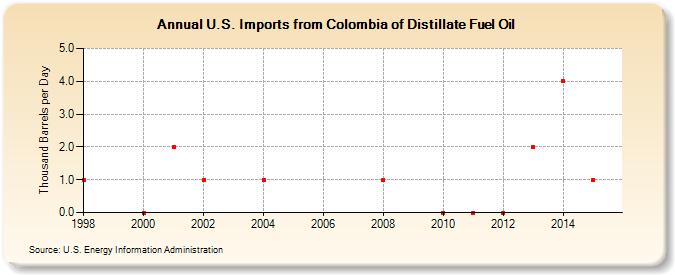 Annual U.S. Imports from Colombia of Distillate Fuel Oil
Thousand Barrels per Day
5.0
4.0
3.0
2.0
1.0
0.0
1998 2000 2002 2004 2006 2008 2010 2012 2014
Source: U.S. Energy Information Administration